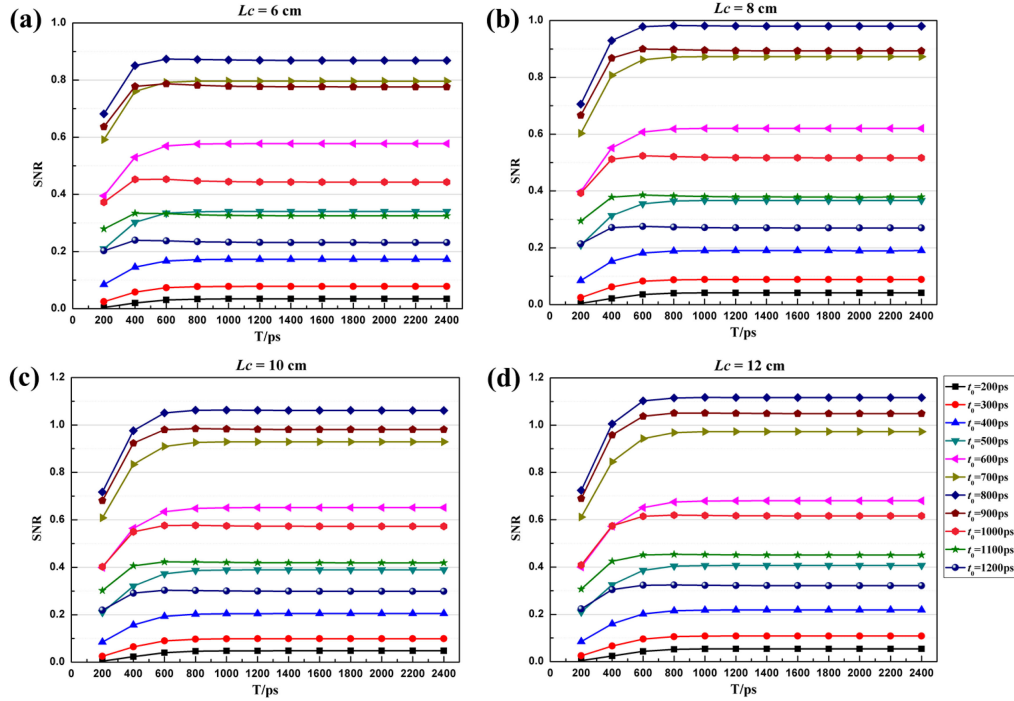 (a)
Lc = 6 cm
SNR
1.0
0.8
0.6
0.4
0.2
0.0
0 200 400 600 800 1000 1200 1400 1600 1800 2000 2200 2400
T/ps
(b)
Lc = 8 cm
SNR
1.0
0.8
0.6
0.4
0.2
0.0
0 200 400 600 800 1000 1200 1400 1600 1800 2000 2200 2400
T/ps
(c)
Lc = 10 cm
SNR
1.2
1.0
0.8
0.6
0.4
0.2
0.0
0 200 400 600 800 1000 1200 1400 1600 1800 2000 2200 2400
T/ps
(d)
Lc = 12 cm
SNR
1.2
1.0
0.8
0.6
0.4
0.2
0.0
0 200 400 600 800 1000 1200 1400 1600 1800 2000 2200 2400
T/ps
t₀=200ps
t₀=300ps
t₀=400ps
t₀=500ps
t₀=600ps
t₀=700ps
t₀=800ps
t₀=900ps
t₀=1000ps
t₀=1100ps
t₀=1200ps